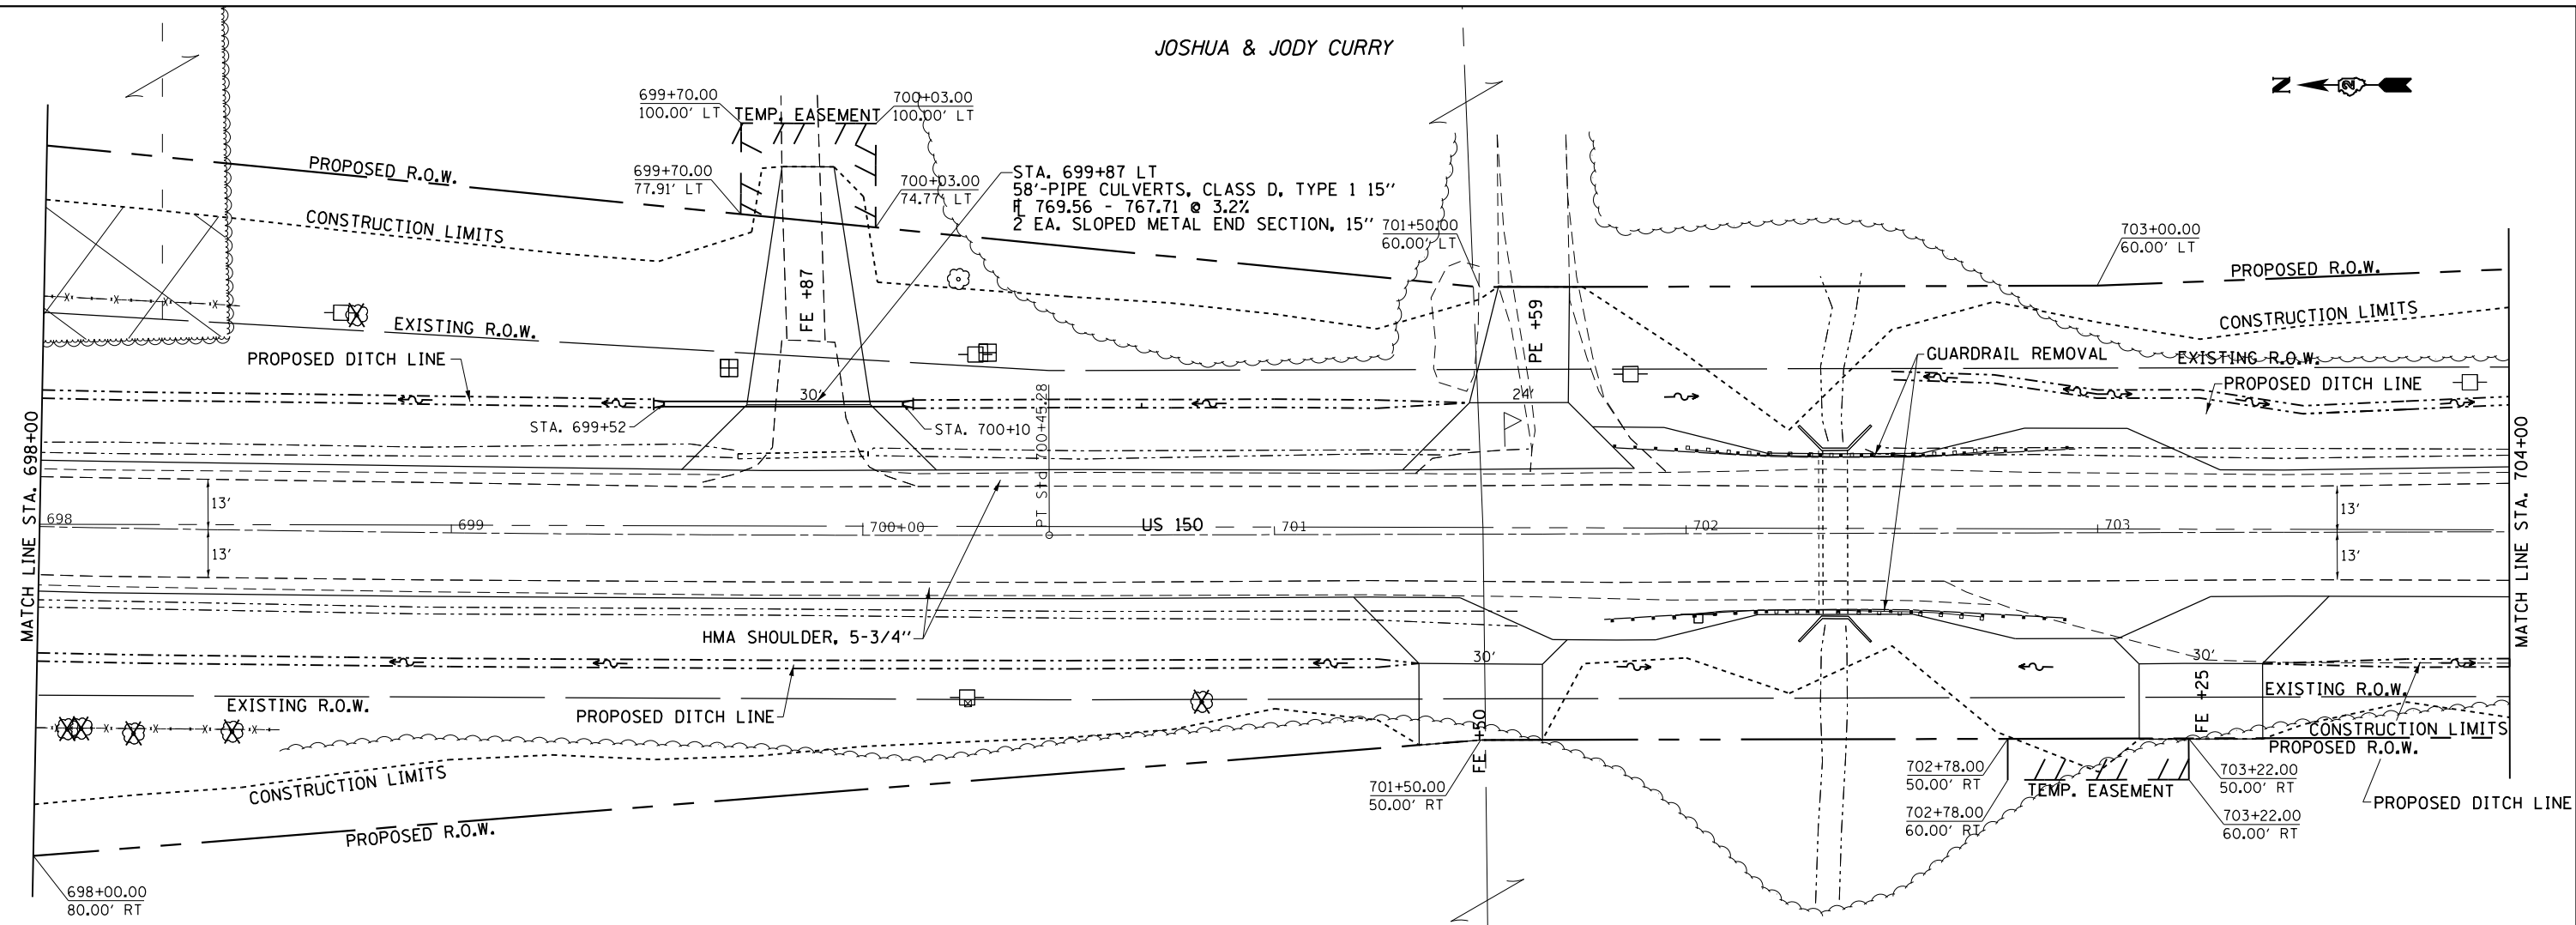 JOSHUA & JODY CURRY
N
2
699+70.00
100.00' LT
TEMP. EASEMENT
700+03.00
100.00' LT
699+70.00
77.91' LT
700+03.00
74.77' LT
STA. 699+87 LT
58'-PIPE CULVERTS, CLASS D, TYPE 1 15"
FL 769.56 - 767.71 @ 3.2%
2 EA. SLOPED METAL END SECTION, 15"
701+50.00
60.00' LT
703+00.00
60.00' LT
PROPOSED R.O.W.
PROPOSED R.O.W.
CONSTRUCTION LIMITS
CONSTRUCTION LIMITS
FE +87
PE +59
EXISTING R.O.W.
EXISTING R.O.W.
PROPOSED DITCH LINE
GUARDRAIL REMOVAL
PROPOSED DITCH LINE
30'
24'
STA. 699+52
STA. 700+10
PT Sta 700+45.28
MATCH LINE STA. 698+00
MATCH LINE STA. 704+00
13'
13'
698
699
700+00
US 150
701
702
703
13'
13'
HMA SHOULDER, 5-3/4"
30'
30'
EXISTING R.O.W.
PROPOSED DITCH LINE
FE +50
FE +25
EXISTING R.O.W.
CONSTRUCTION LIMITS
PROPOSED R.O.W.
CONSTRUCTION LIMITS
PROPOSED R.O.W.
701+50.00
50.00' RT
702+78.00
50.00' RT
TEMP. EASEMENT
703+22.00
50.00' RT
702+78.00
60.00' RT
703+22.00
60.00' RT
PROPOSED DITCH LINE
698+00.00
80.00' RT